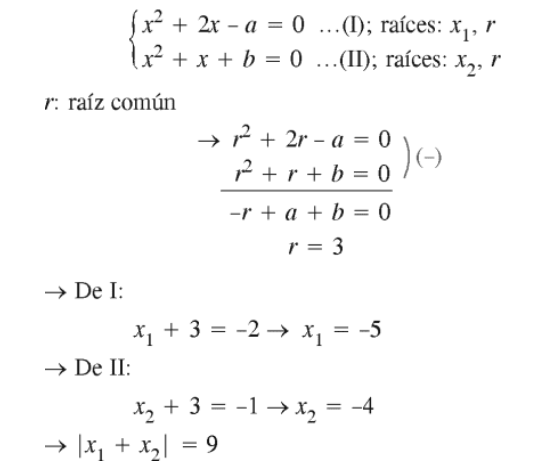 x² + 2x – a = 0 ...(I); raíces: x₁, r
x² + x + b = 0 ...(II); raíces: x₂, r
r: raíz común
→ r² + 2r – a = 0
r² + r + b = 0 (–)
–r + a + b = 0
r = 3
→ De I:
x₁ + 3 = –2 → x₁ = –5
→ De II:
x₂ + 3 = –1 → x₂ = –4
→ |x₁ + x₂| = 9